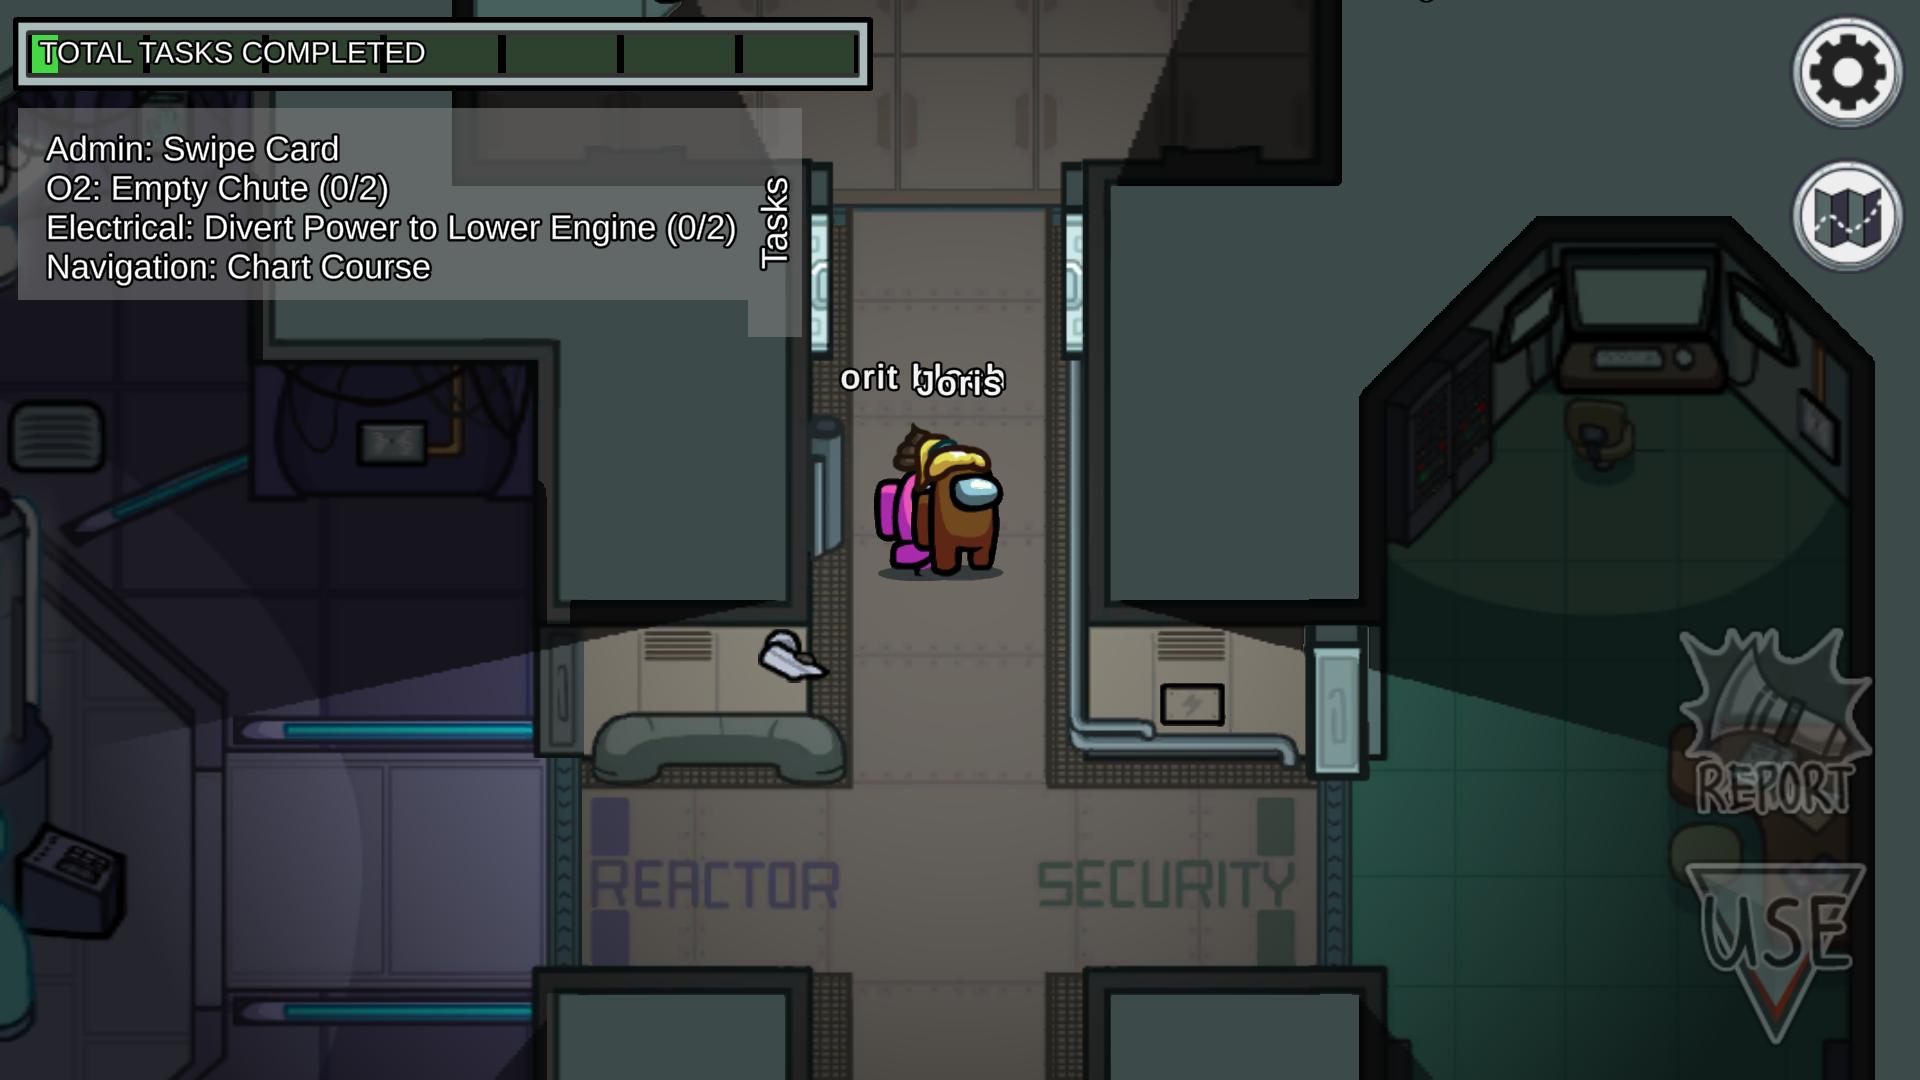 TOTAL TASKS COMPLETED
Admin: Swipe Card
O2: Empty Chute (0/2)
Electrical: Divert Power to Lower Engine (0/2)
Navigation: Chart Course
Tasks
orit
Joris
REPORT
REACTOR
SECURITY
USE